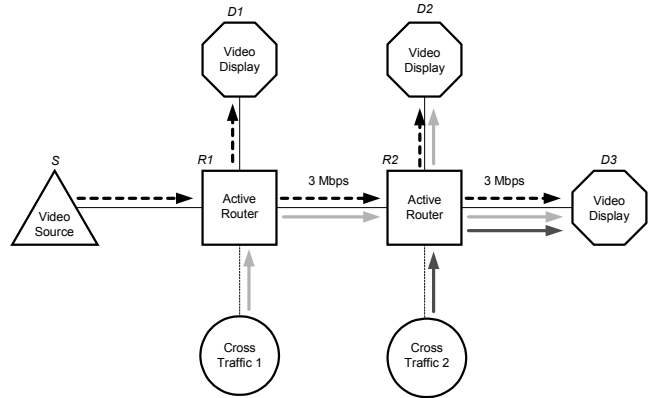 D1
D2
Video
Display
Video
Display
S
R1
R2
D3
3 Mbps
3 Mbps
Video
Source
Active
Router
Active
Router
Video
Display
Cross
Traffic 1
Cross
Traffic 2